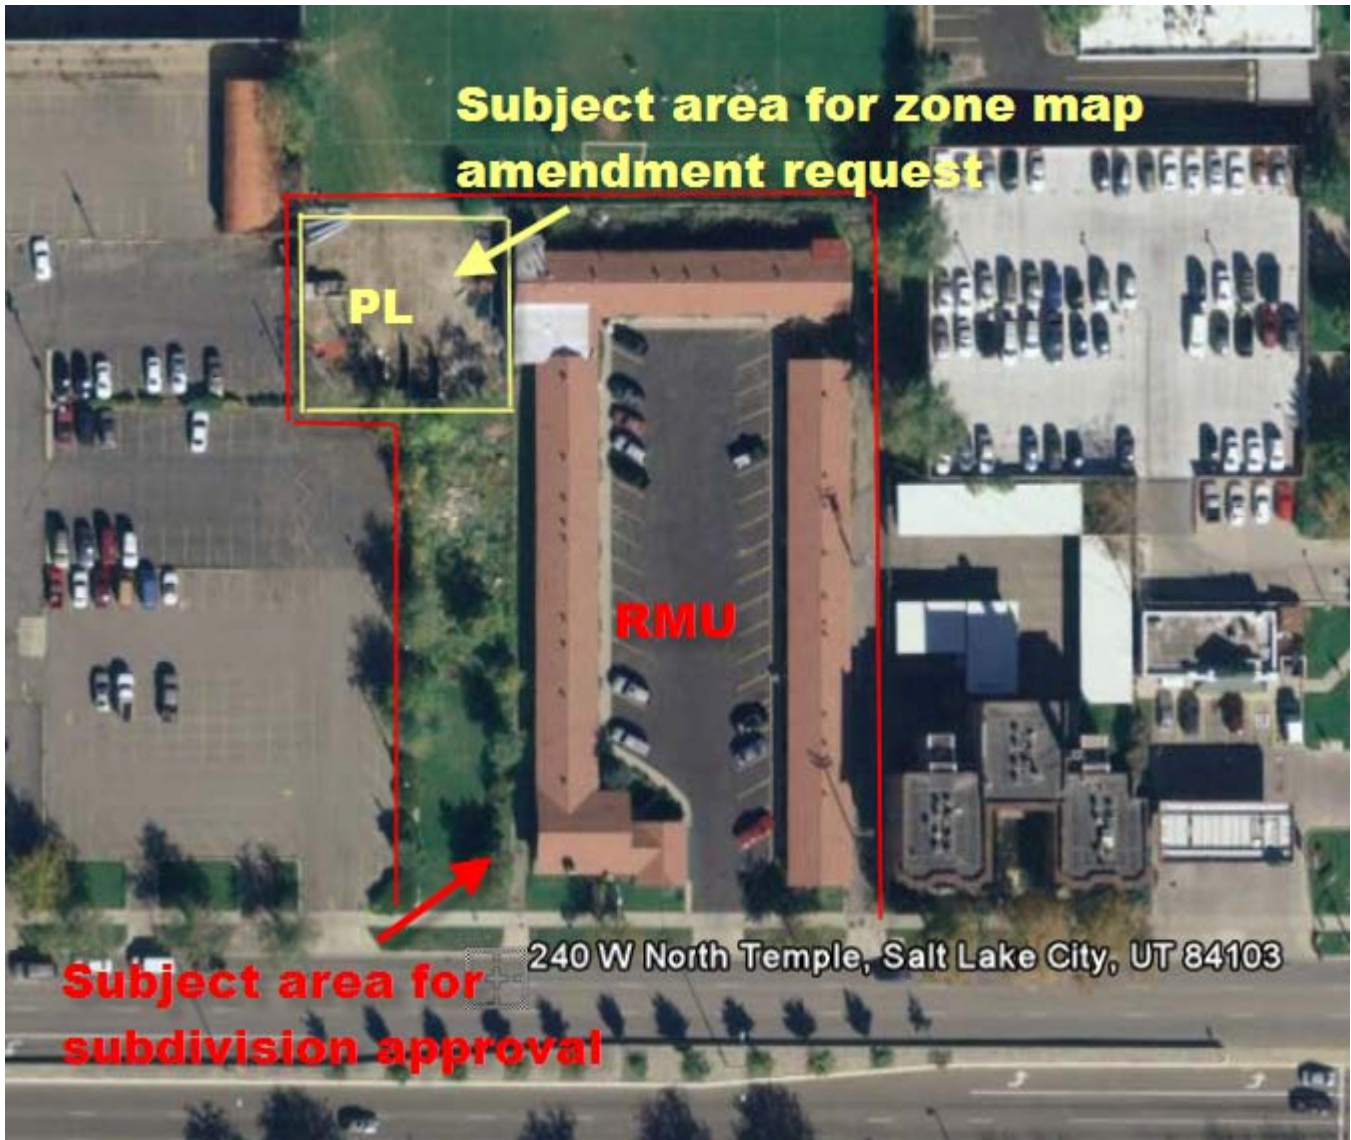 Subject area for zone map
amendment request
PL
RMU
240 W North Temple, Salt Lake City, UT 84103
Subject area for
subdivision approval